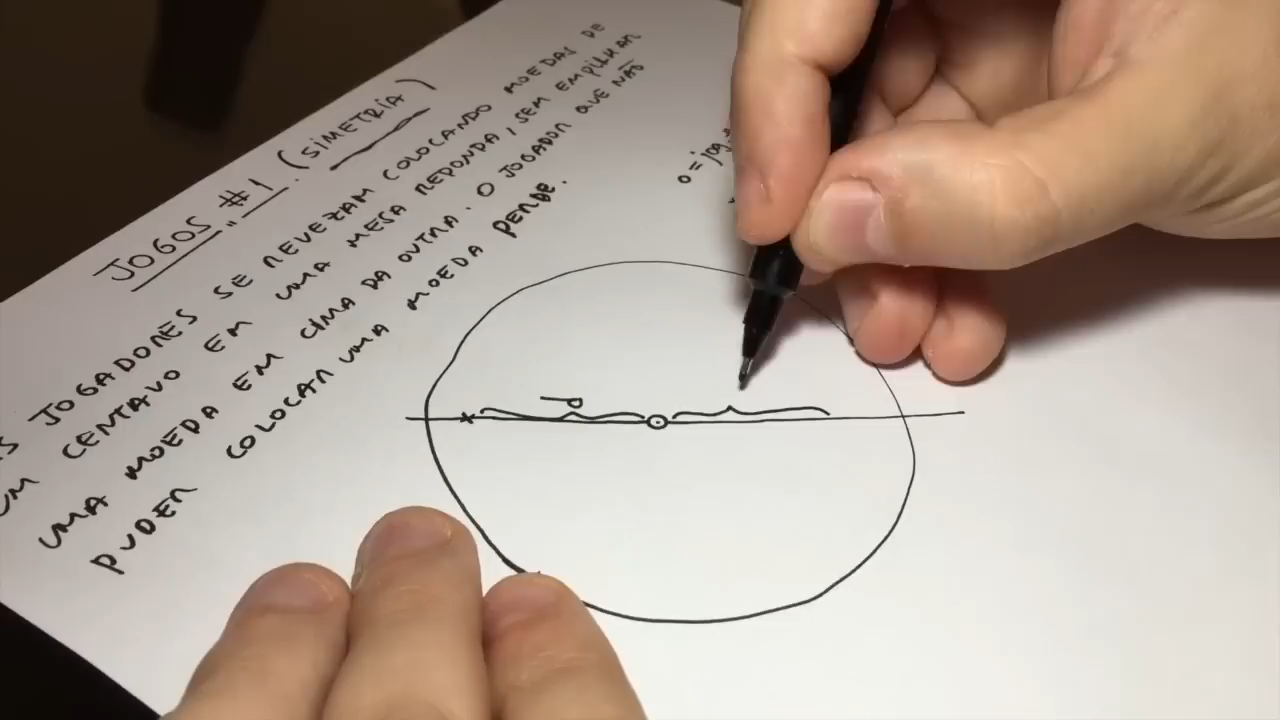 JOGOS #1. (SIMETRIA)
S JOGADORES SE REVEZAM COLOCANDO MOEDAS DE
UM CENTAVO EM UMA MESA REDONDA, SEM EMPILHAR
UMA MOEDA EM CIMA DA OUTRA. O JOGADOR QUE NÃO
PUDER COLOCAR UMA MOEDA PERDE.
o = jog
x